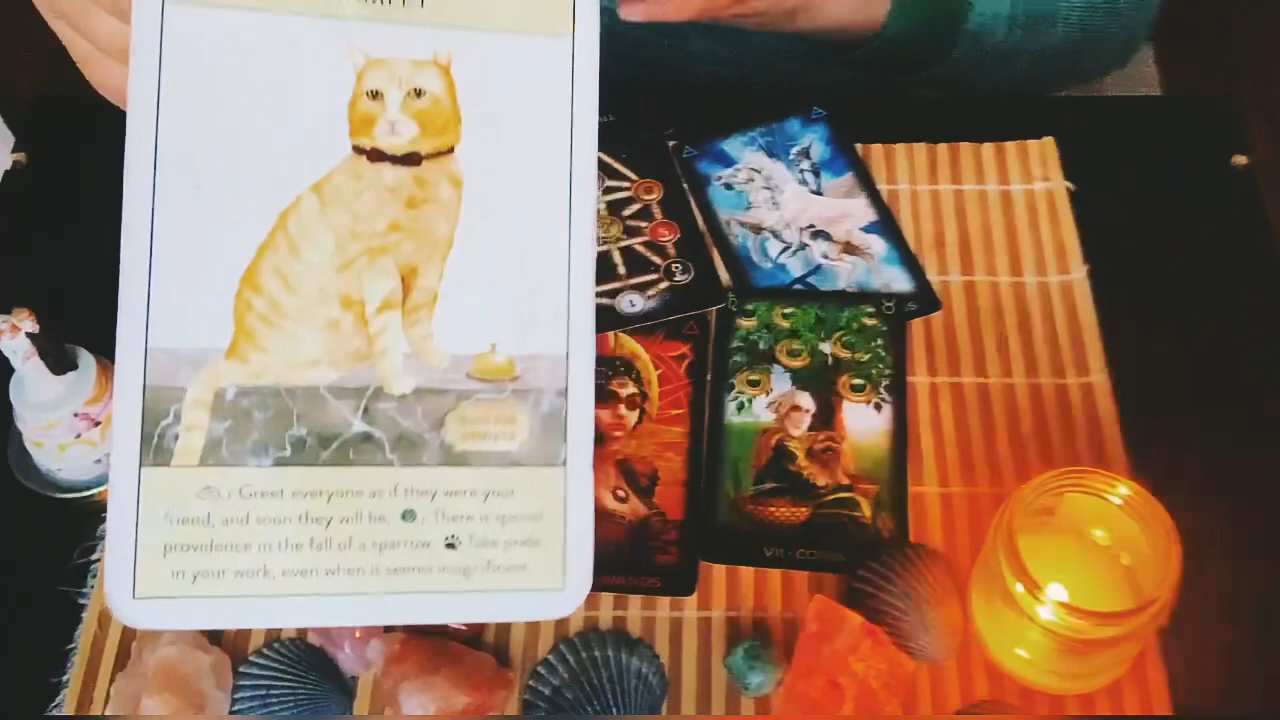 : Greet everyone as if they were your
friend, and soon they will be. : There is special
providence in the fall of a sparrow. Take pride
in your work, even when it seems insignificant.
WANDS
VII · COINS